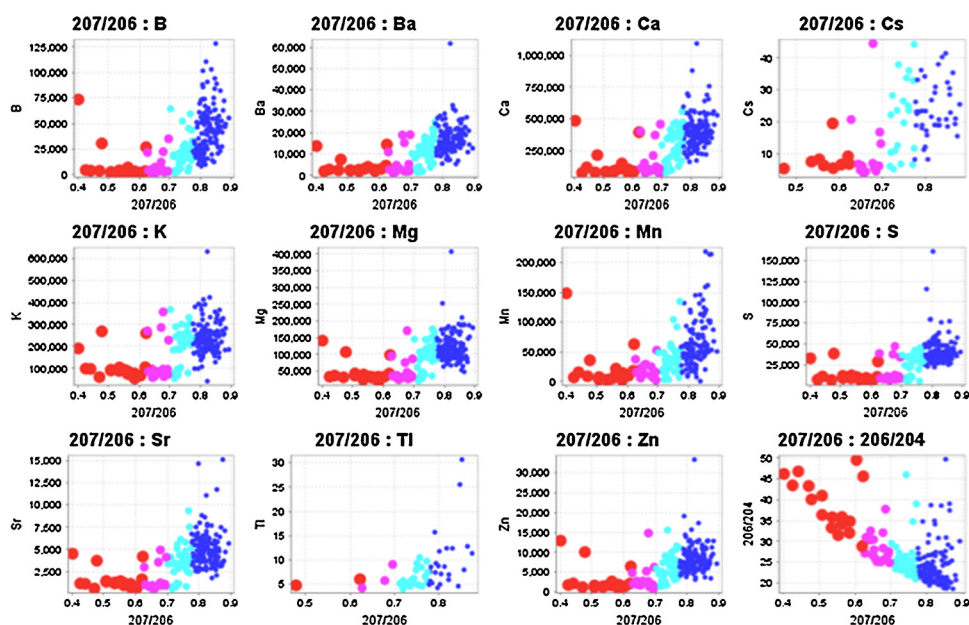 207/206 : B
207/206 : Ba
207/206 : Ca
207/206 : Cs
125,000
100,000
75,000
50,000
25,000
0
B
0.4 0.5 0.6 0.7 0.8 0.9
207/206
60,000
50,000
40,000
30,000
20,000
10,000
0
Ba
0.4 0.5 0.6 0.7 0.8 0.9
207/206
1,000,000
750,000
500,000
250,000
Ca
0.4 0.5 0.6 0.7 0.8 0.9
207/206
40
30
20
10
Cs
0.5 0.6 0.7 0.8
207/206
207/206 : K
207/206 : Mg
207/206 : Mn
207/206 : S
600,000
500,000
400,000
300,000
200,000
100,000
K
0.4 0.5 0.6 0.7 0.8 0.9
207/206
400,000
350,000
300,000
250,000
200,000
150,000
100,000
50,000
Mg
0.4 0.5 0.6 0.7 0.8 0.9
207/206
200,000
150,000
100,000
50,000
0
Mn
0.4 0.5 0.6 0.7 0.8 0.9
207/206
150,000
125,000
100,000
75,000
50,000
25,000
S
0.4 0.5 0.6 0.7 0.8 0.9
207/206
207/206 : Sr
207/206 : Tl
207/206 : Zn
207/206 : 206/204
15,000
12,500
10,000
7,500
5,000
2,500
Sr
0.4 0.5 0.6 0.7 0.8 0.9
207/206
30
25
20
15
10
5
Tl
0.5 0.6 0.7 0.8
207/206
30,000
25,000
20,000
15,000
10,000
5,000
0
Zn
0.4 0.5 0.6 0.7 0.8 0.9
207/206
50
45
40
35
30
25
20
206/204
0.4 0.5 0.6 0.7 0.8 0.9
207/206